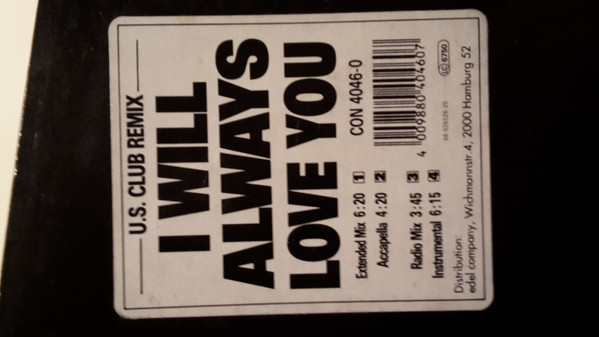 U.S. CLUB REMIX
I WILL
ALWAYS
LOVE YOU
Extended Mix 6:20 1 CON 4046-0
Accapella 4:20 2
Radio Mix 3:45 3 4 009880 404607
Instrumental 6:15 4
LC 6750
Distribution:
edel company, Wichmannstr. 4, 2000 Hamburg 52